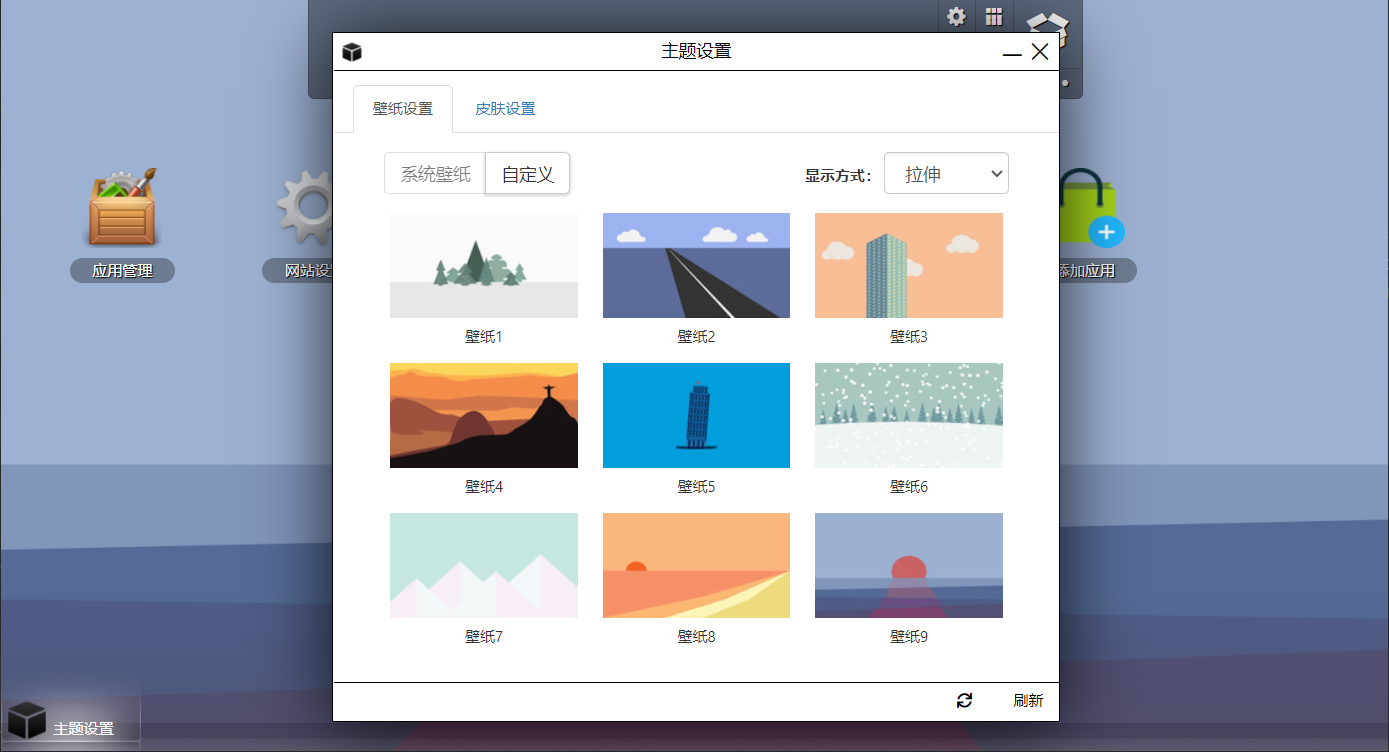 主题设置
壁纸设置
皮肤设置
系统壁纸
自定义
显示方式：
拉伸
应用管理
网站设
添加应用
壁纸1
壁纸2
壁纸3
壁纸4
壁纸5
壁纸6
壁纸7
壁纸8
壁纸9
刷新
主题设置